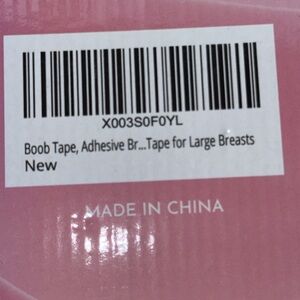 X003S0F0YL
Boob Tape, Adhesive Br...Tape for Large Breasts
New
MADE IN CHINA